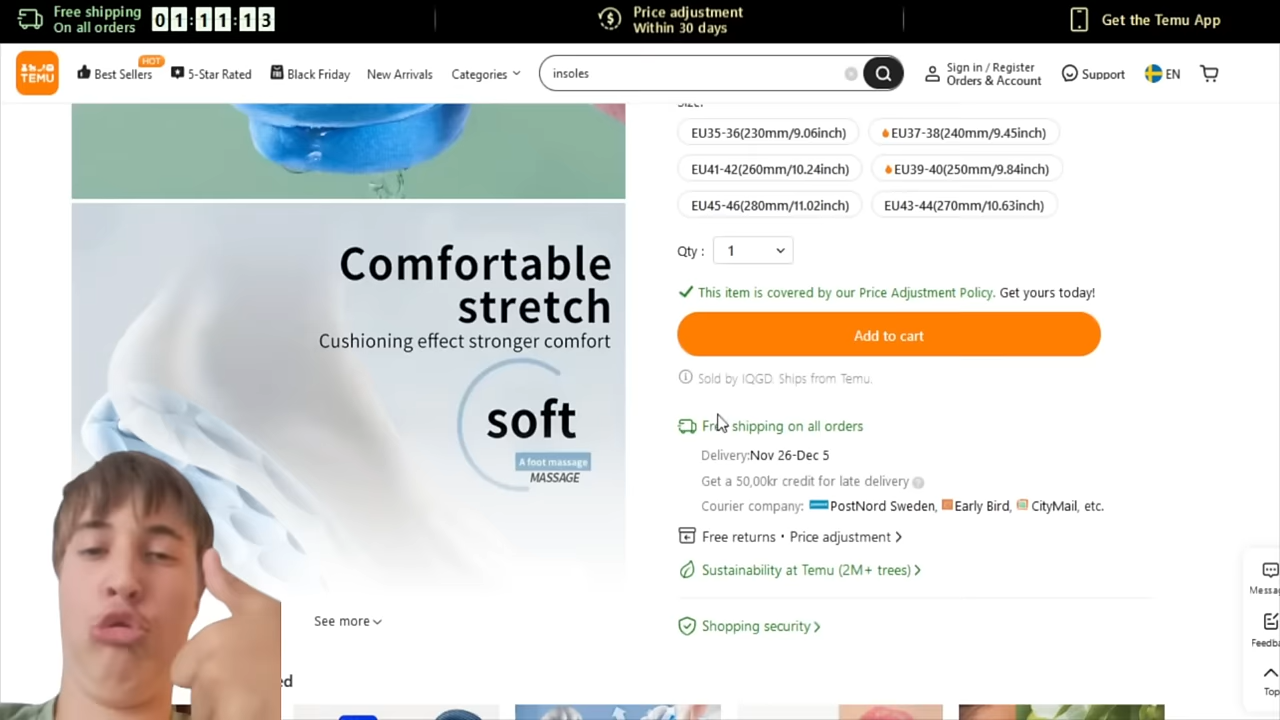 Free shipping
On all orders
01:11:13
Price adjustment
Within 30 days
Get the Temu App
TEMU
Best Sellers
HOT
5-Star Rated
Black Friday
New Arrivals
Categories
insoles
Sign in / Register
Orders & Account
Support
EN
EU35-36(230mm/9.06inch)
EU37-38(240mm/9.45inch)
EU41-42(260mm/10.24inch)
EU39-40(250mm/9.84inch)
EU45-46(280mm/11.02inch)
EU43-44(270mm/10.63inch)
Qty :
1
This item is covered by our Price Adjustment Policy. Get yours today!
Add to cart
Sold by IQGD. Ships from Temu.
Free shipping on all orders
Delivery:Nov 26-Dec 5
Get a 50,00kr credit for late delivery
Courier company: PostNord Sweden, Early Bird, CityMail, etc.
Free returns • Price adjustment
Sustainability at Temu (2M+ trees)
Shopping security
Comfortable
stretch
Cushioning effect stronger comfort
soft
A foot massage
MASSAGE
See more
Messa
Feedba
Top